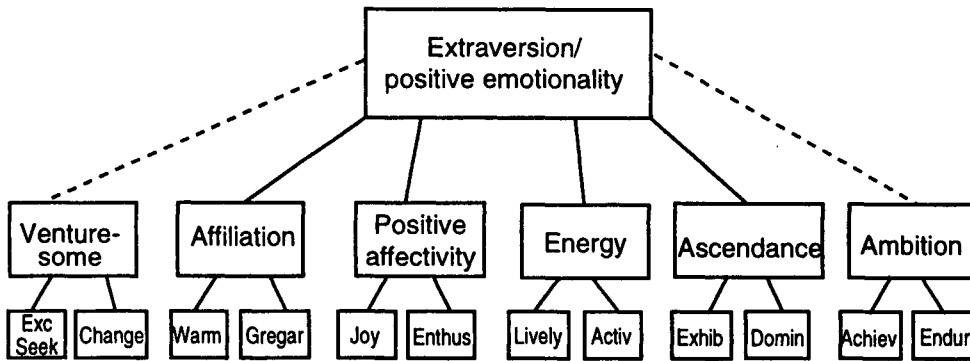 Extraversion/
positive emotionality
Venture-
some
Affiliation
Positive
affectivity
Energy
Ascendance
Ambition
Exc
Seek
Change
Warm
Gregar
Joy
Enthus
Lively
Activ
Exhib
Domin
Achiev
Endur